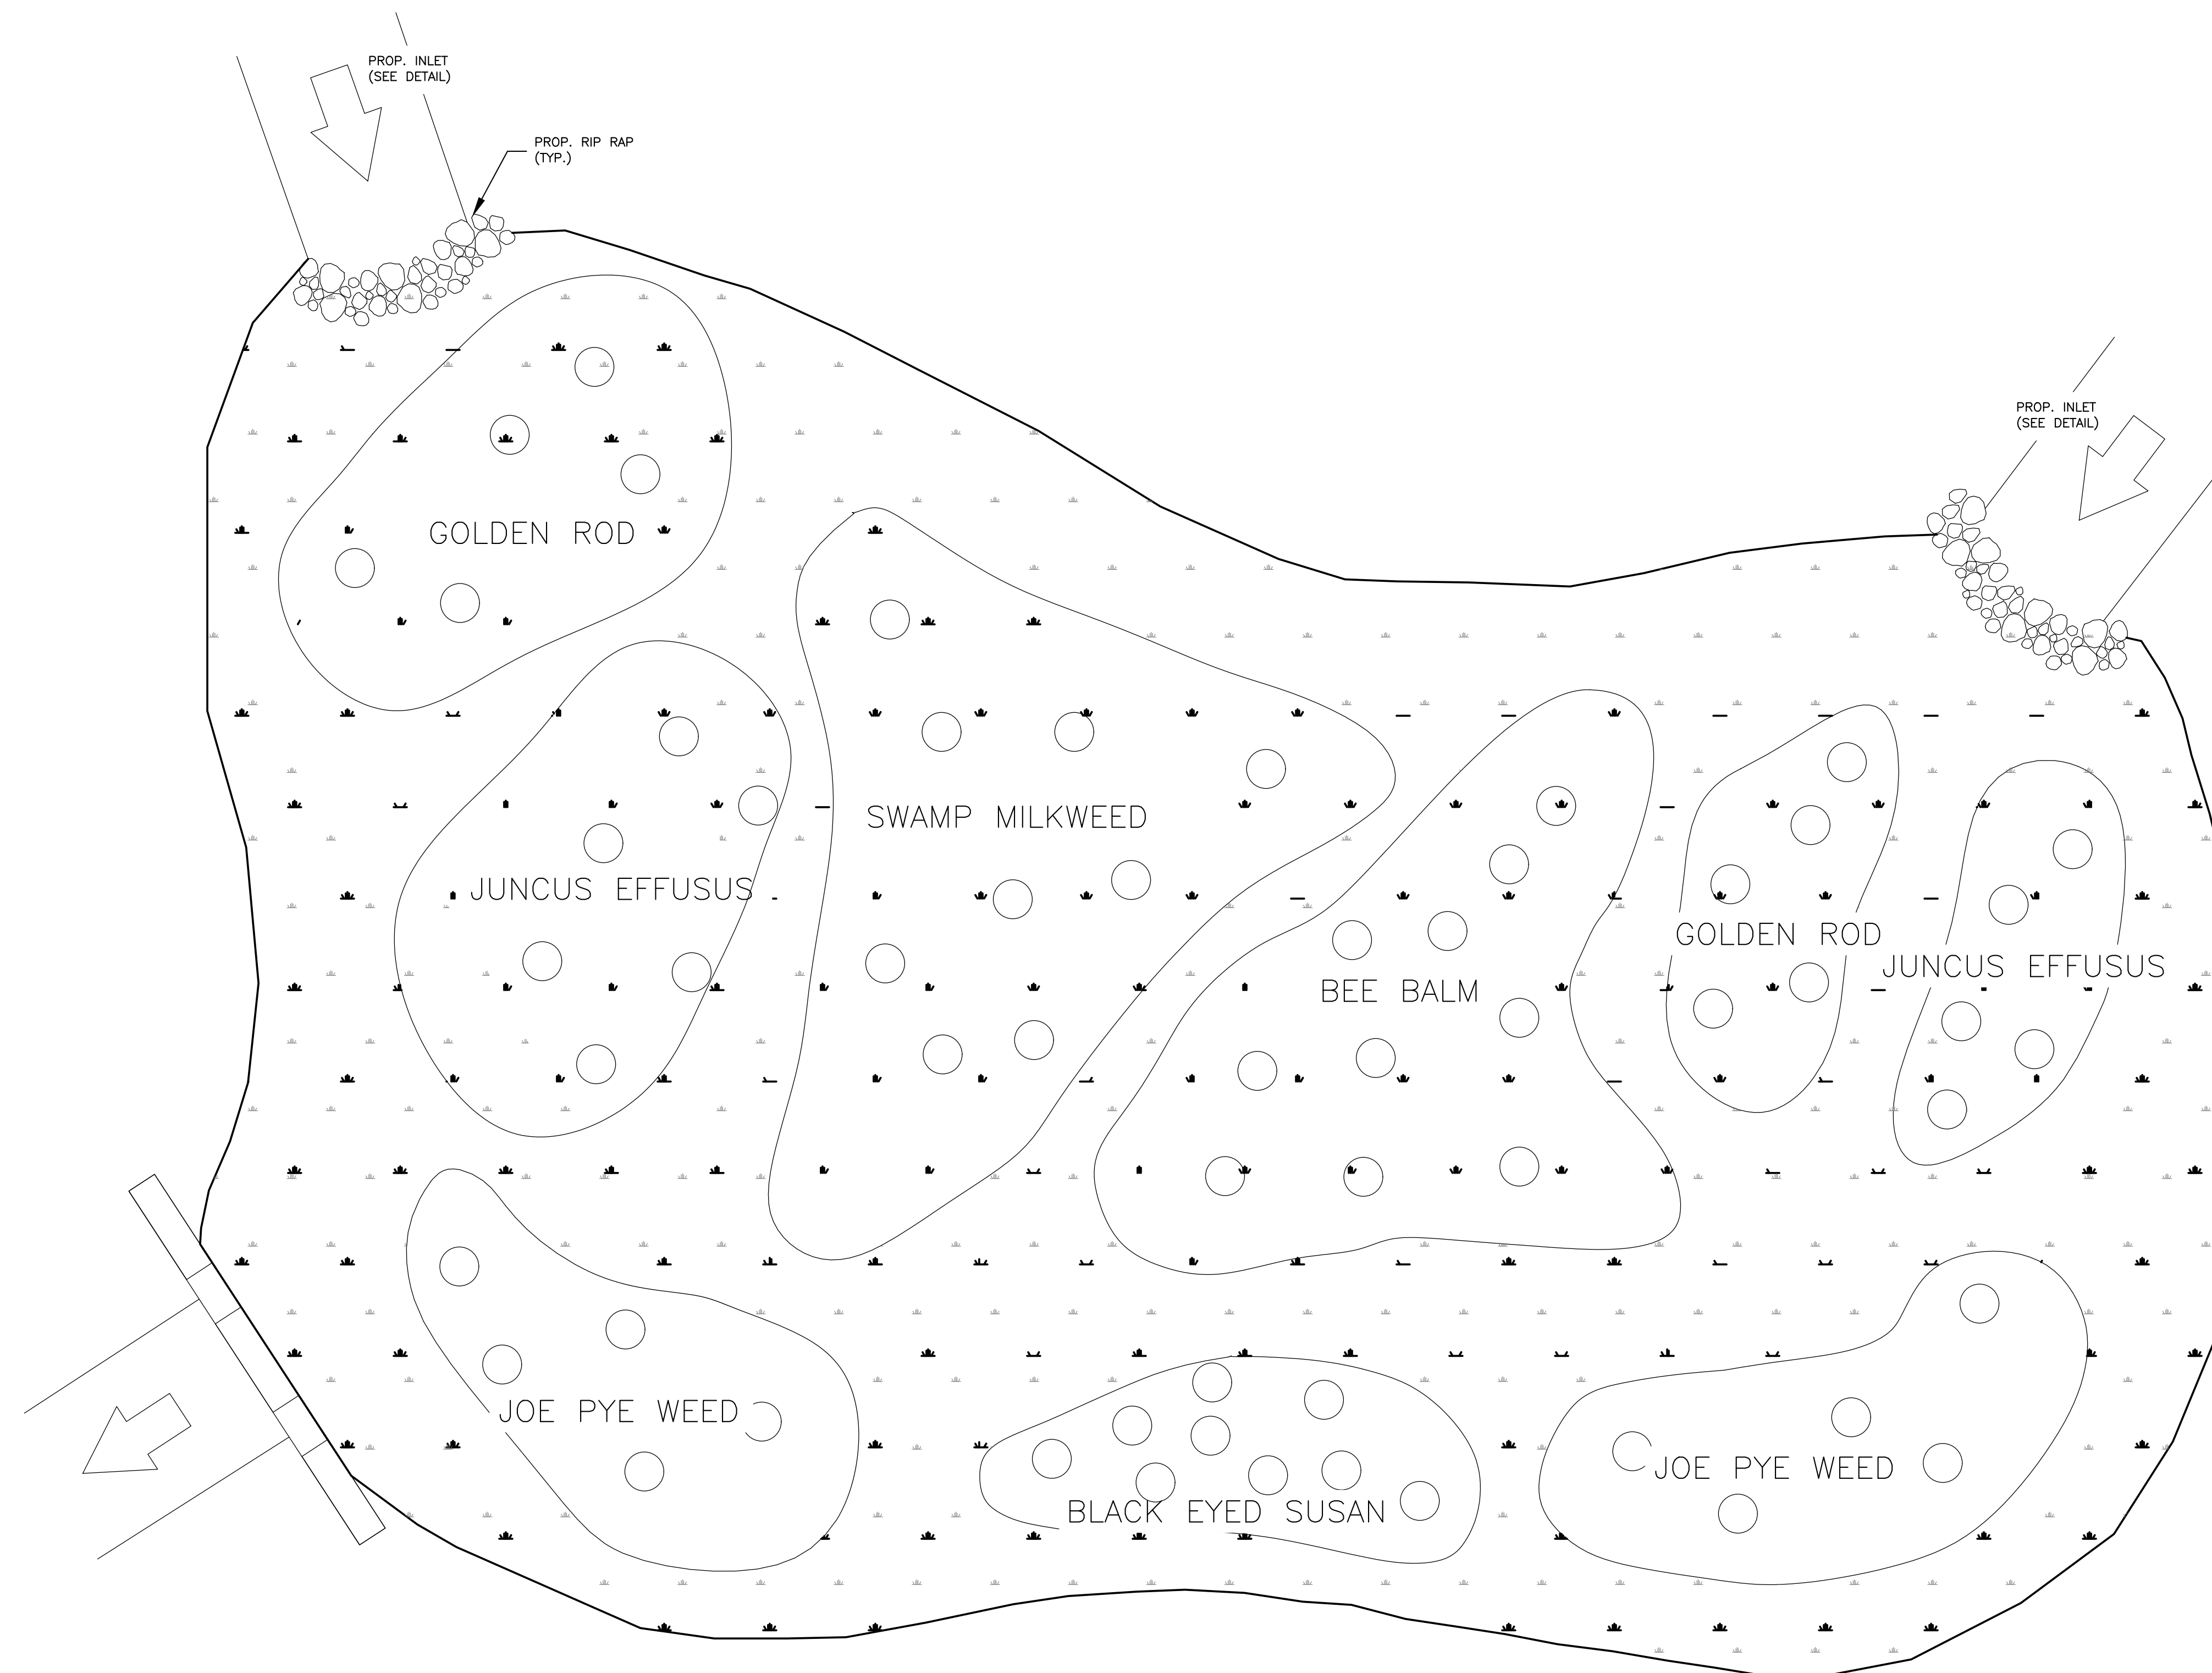 PROP. INLET
(SEE DETAIL)
PROP. RIP RAP
(TYP.)
PROP. INLET
(SEE DETAIL)
GOLDEN ROD
SWAMP MILKWEED
JUNCUS EFFUSUS
GOLDEN ROD
JUNCUS EFFUSUS
BEE BALM
JOE PYE WEED
JOE PYE WEED
BLACK EYED SUSAN